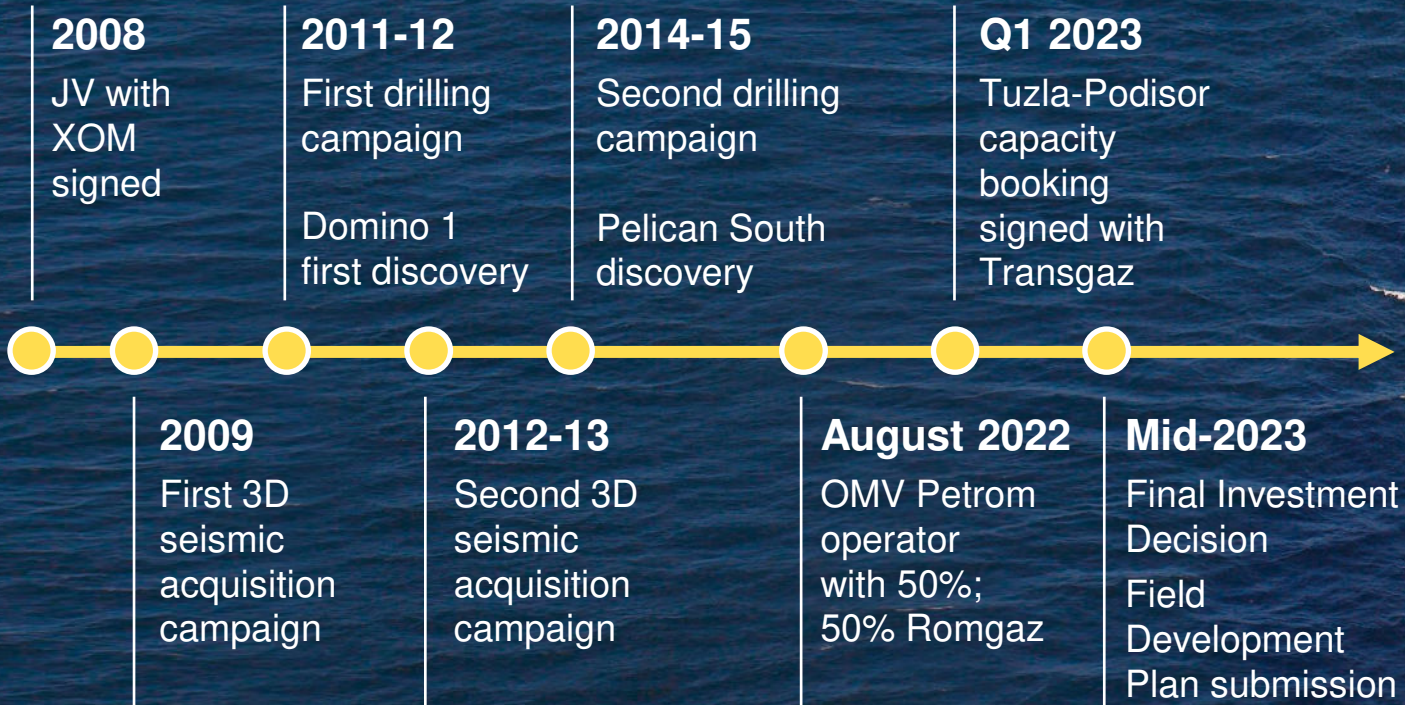 2008
JV with
XOM
signed
2011-12
First drilling
campaign
Domino 1
first discovery
2014-15
Second drilling
campaign
Pelican South
discovery
Q1 2023
Tuzla-Podisor
capacity
booking
signed with
Transgaz
2009
First 3D
seismic
acquisition
campaign
2012-13
Second 3D
seismic
acquisition
campaign
August 2022
OMV Petrom
operator
with 50%;
50% Romgaz
Mid-2023
Final Investment
Decision
Field
Development
Plan submission